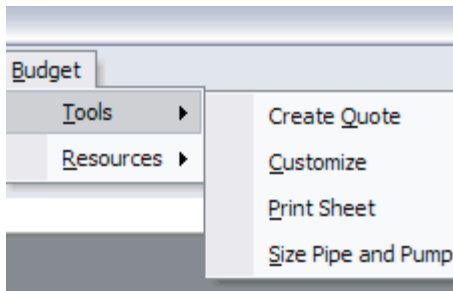 Budget
Tools
Resources
Create Quote
Customize
Print Sheet
Size Pipe and Pump